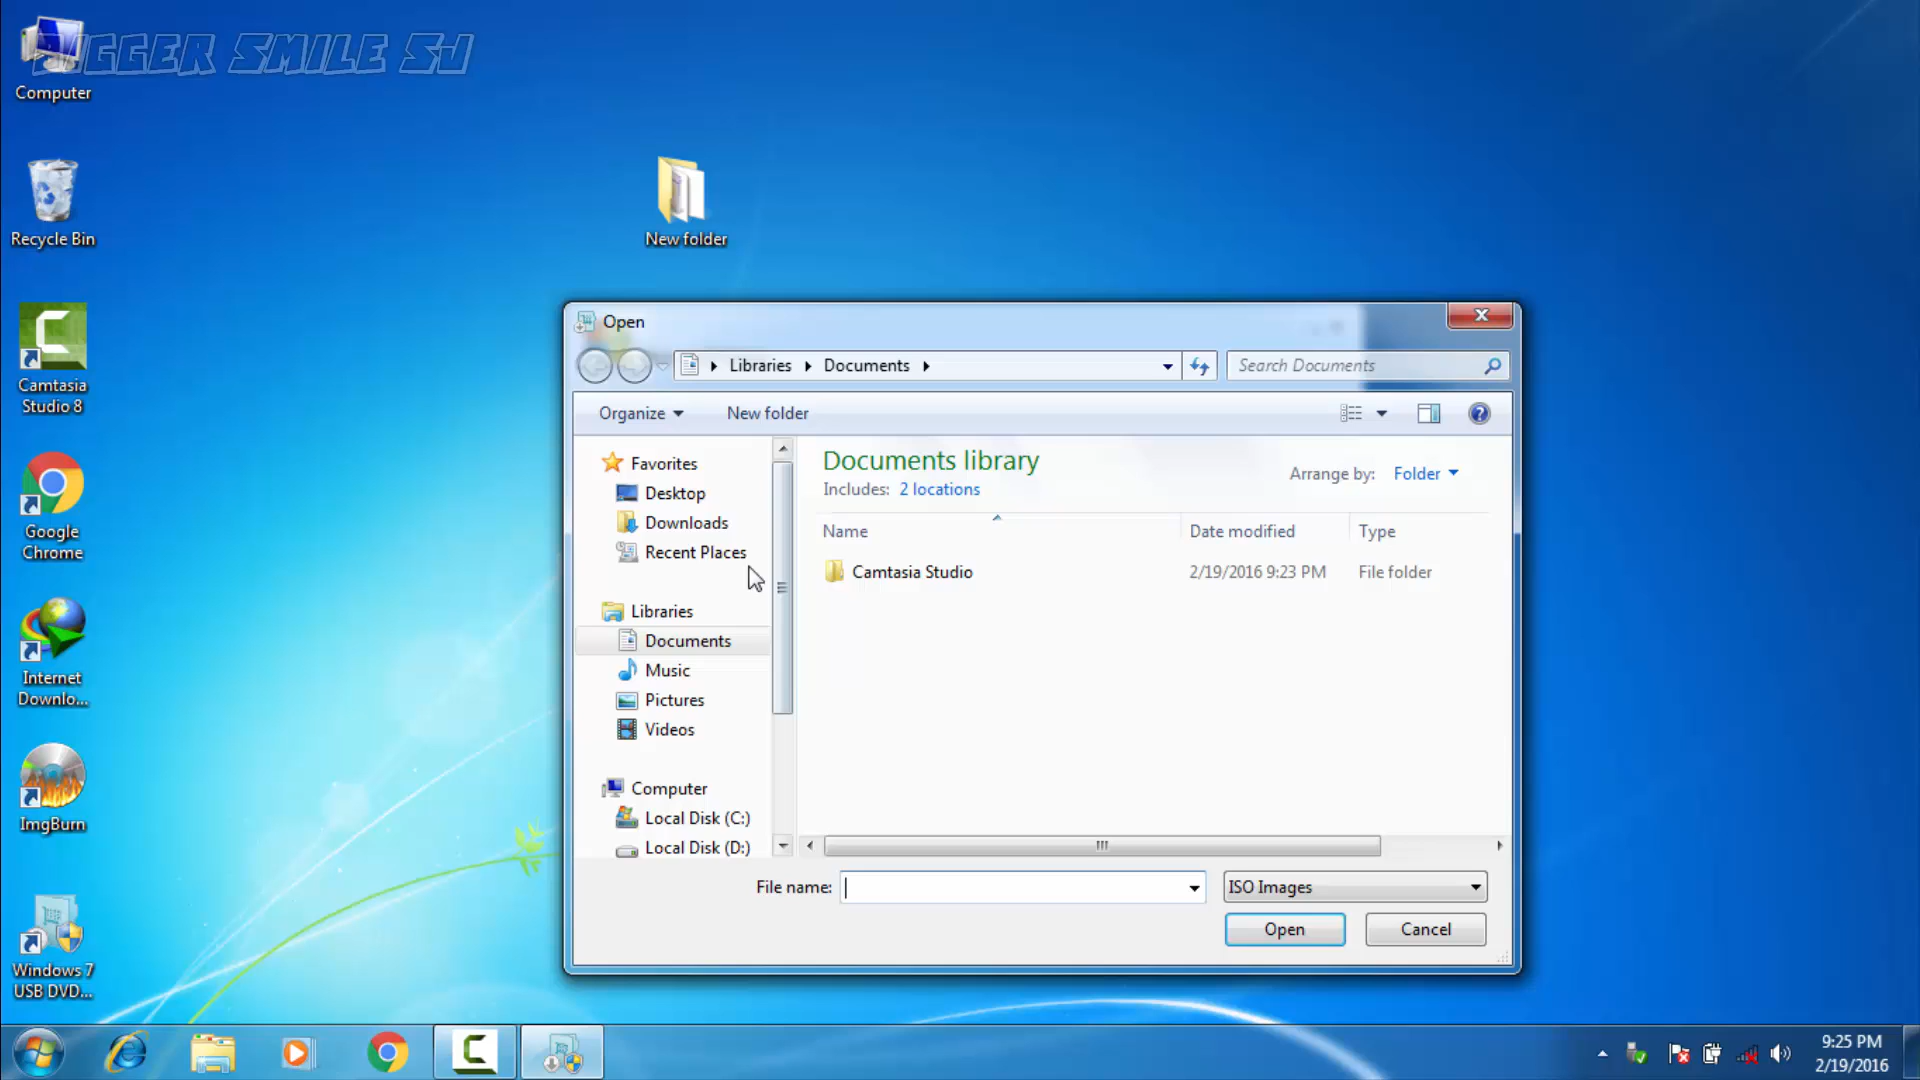 IGGER SMILE SU
Computer
Recycle Bin
New folder
Camtasia
Studio 8
Google
Chrome
Internet
Downlo...
ImgBurn
Windows 7
USB DVD...
Open
Libraries
Documents
Search Documents
Organize
New folder
Favorites
Desktop
Downloads
Recent Places
Libraries
Documents
Music
Pictures
Videos
Computer
Local Disk (C:)
Local Disk (D:)
Documents library
Includes: 2 locations
Arrange by: Folder
Name
Date modified
Type
Camtasia Studio
2/19/2016 9:23 PM
File folder
File name:
ISO Images
Open
Cancel
9:25 PM
2/19/2016